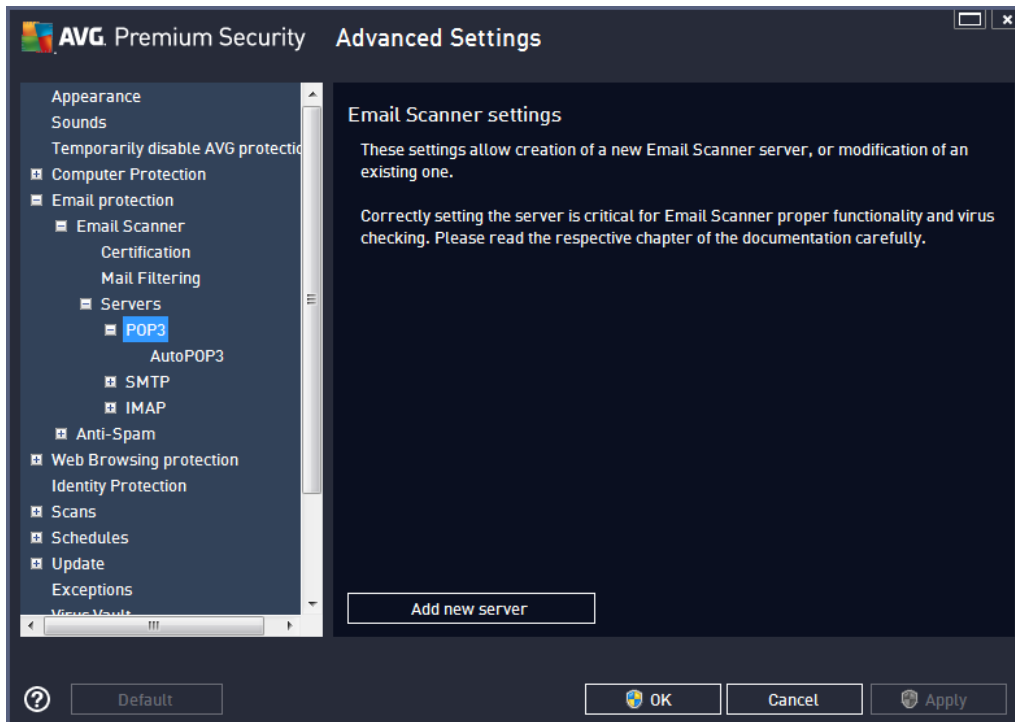 AVG. Premium Security
Advanced Settings
Appearance
Sounds
Temporarily disable AVG protectic
Computer Protection
Email protection
Email Scanner
Certification
Mail Filtering
Servers
POP3
AutoPOP3
SMTP
IMAP
Anti-Spam
Web Browsing protection
Identity Protection
Scans
Schedules
Update
Exceptions
Virus Vault
Email Scanner settings
These settings allow creation of a new Email Scanner server, or modification of an
existing one.
Correctly setting the server is critical for Email Scanner proper functionality and virus
checking. Please read the respective chapter of the documentation carefully.
Add new server
Default
OK
Cancel
Apply